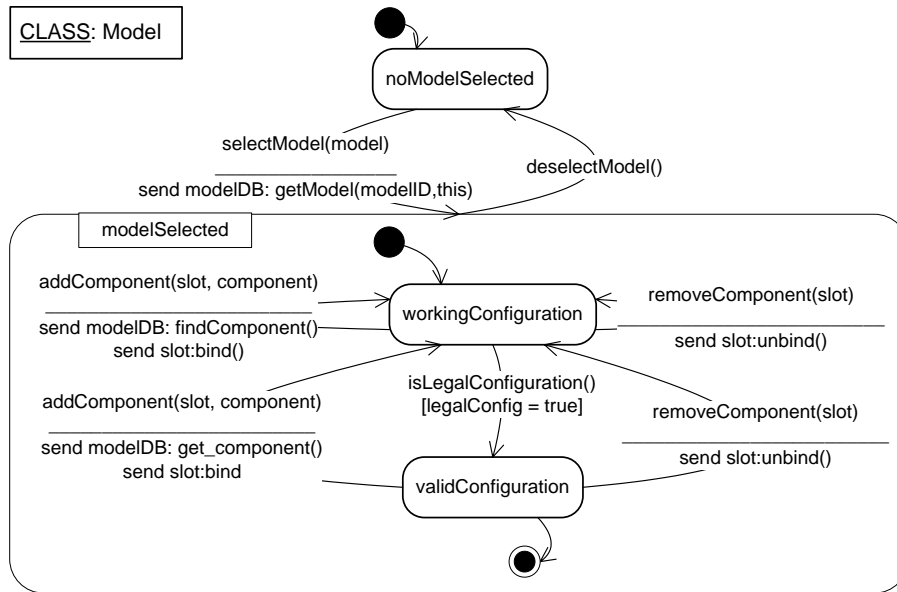 CLASS: Model
noModelSelected
selectModel(model)
send modelDB: getModel(modelID,this)
deselectModel()
modelSelected
addComponent(slot, component)
send modelDB: findComponent()
send slot:bind()
workingConfiguration
removeComponent(slot)
send slot:unbind()
isLegalConfiguration()
[legalConfig = true]
addComponent(slot, component)
send modelDB: get_component()
send slot:bind
removeComponent(slot)
send slot:unbind()
validConfiguration